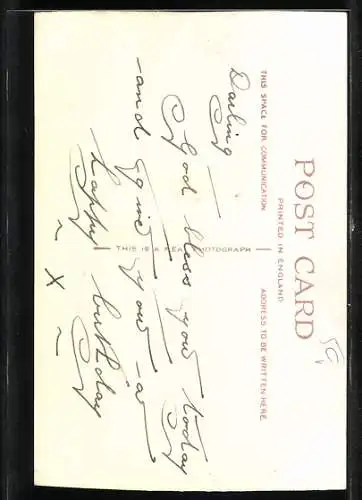 POST CARD
PRINTED IN ENGLAND
THIS SPACE FOR COMMUNICATION
ADDRESS TO BE WRITTEN HERE
THIS IS A REAL PHOTOGRAPH
Darling —
God bless you today
- and give you - a
happy birthday
~ X ~